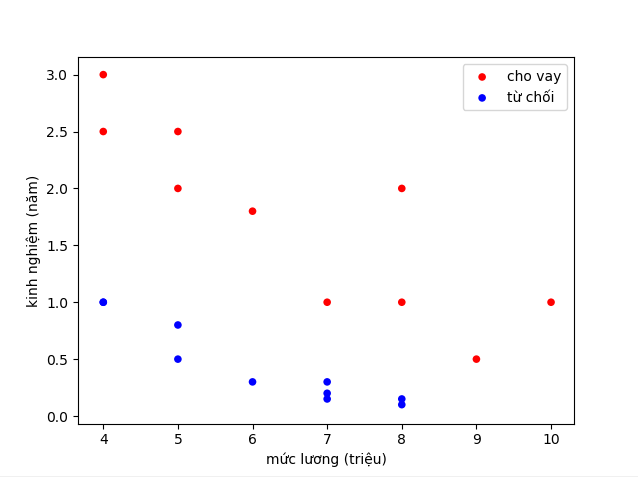 3.0
2.5
2.0
1.5
1.0
0.5
0.0
kinh nghiệm (năm)
cho vay
từ chối
4 5 6 7 8 9 10
mức lương (triệu)